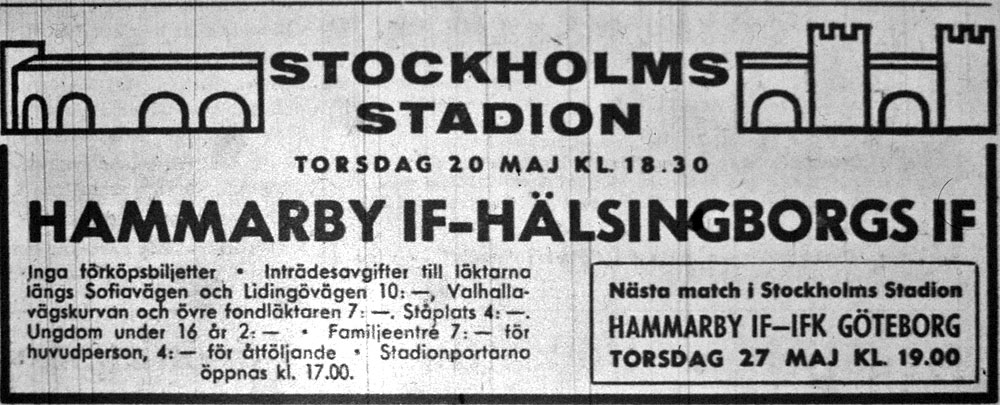 STOCKHOLMS
STADION
TORSDAG 20 MAJ KL. 18.30
HAMMARBY IF-HÄLSINGBORGS IF
Inga förköpsbiljetter • Inträdesavgifter till läktarna
längs Sofiavägen och Lidingövägen 10: —, Valhalla-
vägskurvan och övre fondläktaren 7: —. Ståplats 4: —.
Ungdom under 16 år 2: — • Familjeentré 7: — för
huvudperson, 4: — för åtföljande • Stadionportarna
öppnas kl. 17.00.
Nästa match i Stockholms Stadion
HAMMARBY IF–IFK GÖTEBORG
TORSDAG 27 MAJ KL. 19.00